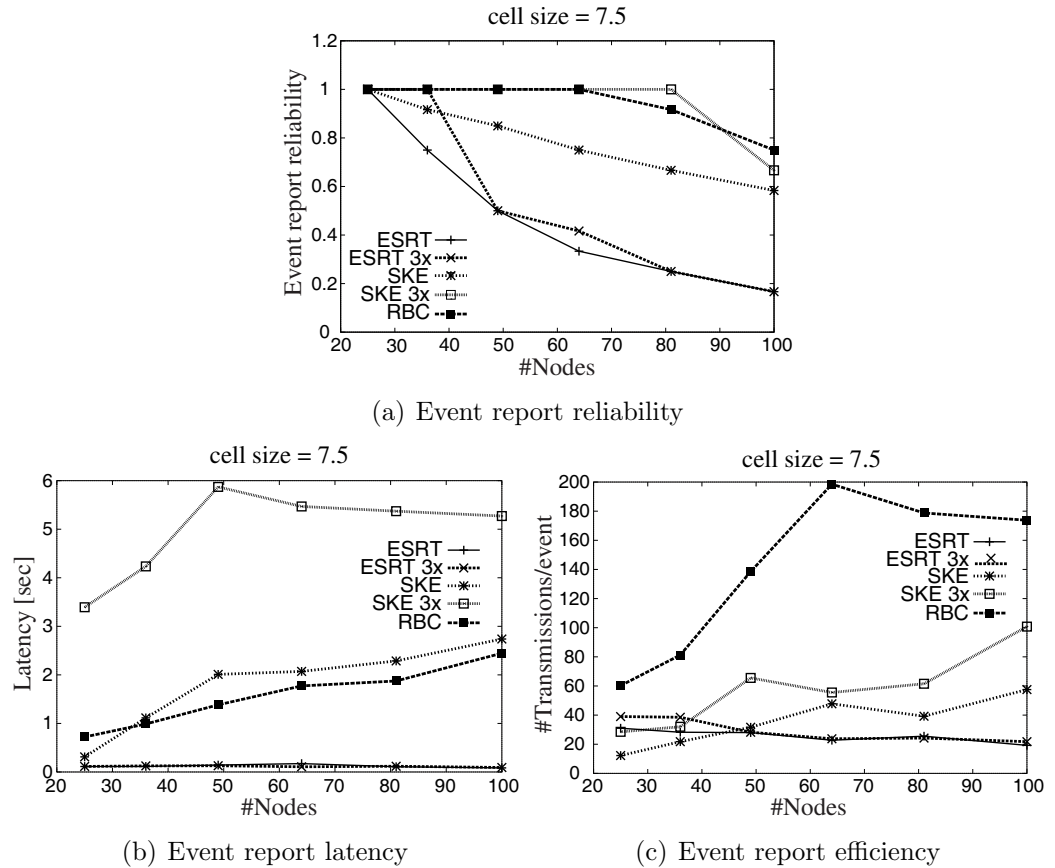 cell size = 7.5
1.2
1
0.8
0.6
0.4
0.2
0
Event report reliability
ESRT
ESRT 3x
SKE
SKE 3x
RBC
20 30 40 50 60 70 80 90 100
#Nodes
(a) Event report reliability
cell size = 7.5
6
5
4
3
2
1
0
Latency [sec]
ESRT
ESRT 3x
SKE
SKE 3x
RBC
20 30 40 50 60 70 80 90 100
#Nodes
(b) Event report latency
cell size = 7.5
200
180
160
140
120
100
80
60
40
20
0
#Transmissions/event
ESRT
ESRT 3x
SKE
SKE 3x
RBC
20 30 40 50 60 70 80 90 100
#Nodes
(c) Event report efficiency